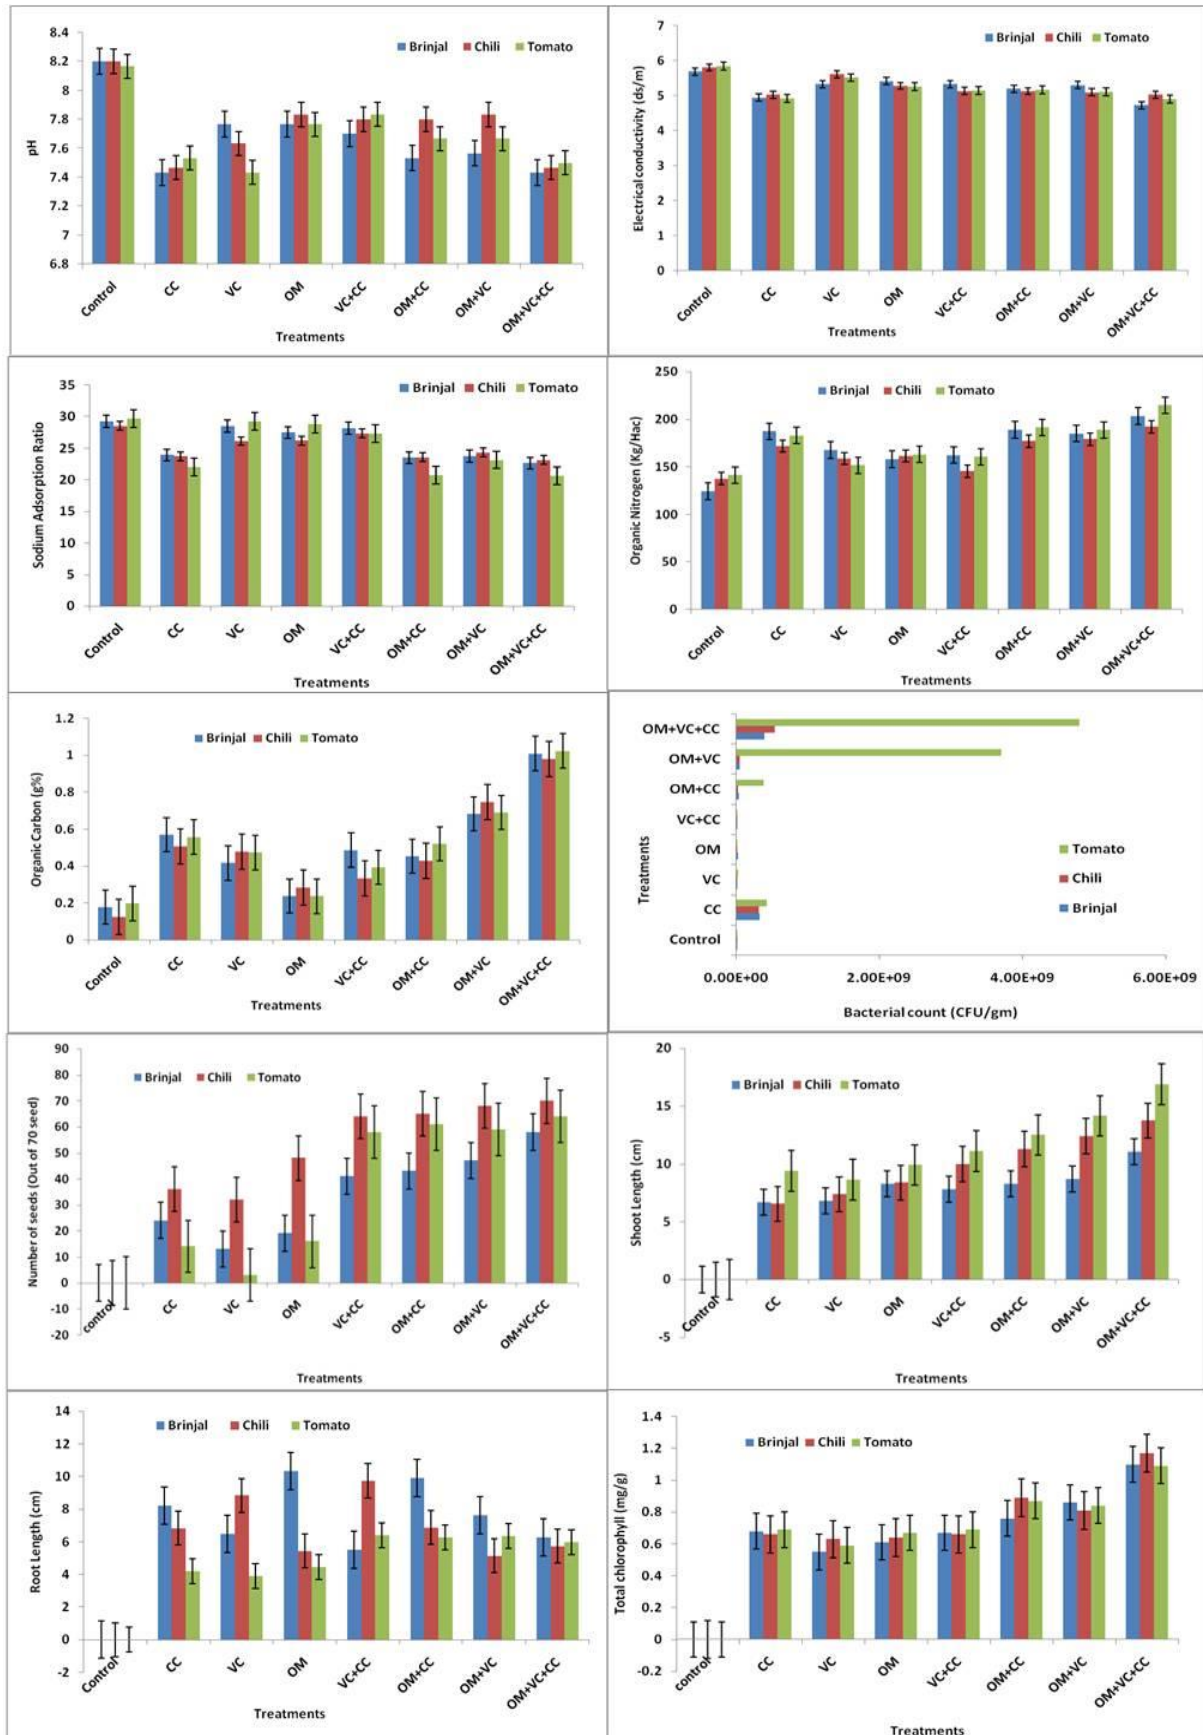 Brinjal Chili Tomato
8.4
8.2
8
7.8
7.6
7.4
7.2
7
6.8
pH
Control CC VC OM VC+CC OM+CC OM+VC OM+VC+CC
Treatments
Brinjal Chili Tomato
7
6
5
4
3
2
1
0
Electrical conductivity (ds/m)
Control CC VC OM VC+CC OM+CC OM+VC OM+VC+CC
Treatments
Brinjal Chili Tomato
35
30
25
20
15
10
5
0
Sodium Adsorption Ratio
Control CC VC OM VC+CC OM+CC OM+VC OM+VC+CC
Treatments
Brinjal Chili Tomato
250
200
150
100
50
0
Organic Nitrogen (Kg/Hac)
Control CC VC OM VC+CC OM+CC OM+VC OM+VC+CC
Treatments
Brinjal Chili Tomato
1.2
1
0.8
0.6
0.4
0.2
0
Organic Carbon (g%)
Control CC VC OM VC+CC OM+CC OM+VC OM+VC+CC
Treatments
OM+VC+CC
OM+VC
OM+CC
VC+CC
OM
VC
CC
Control
Treatments
Tomato
Chili
Brinjal
0.00E+00 2.00E+09 4.00E+09 6.00E+09
Bacterial count (CFU/gm)
Brinjal Chili Tomato
90
80
70
60
50
40
30
20
10
0
-10
-20
Number of seeds (Out of 70 seed)
control CC VC OM VC+CC OM+CC OM+VC OM+VC+CC
Treatments
Brinjal Chili Tomato
20
15
10
5
0
-5
Shoot Length (cm)
Control CC VC OM VC+CC OM+CC OM+VC OM+VC+CC
Treatments
Brinjal Chili Tomato
14
12
10
8
6
4
2
0
-2
Root Length (cm)
Control CC VC OM VC+CC OM+CC OM+VC OM+VC+CC
Treatments
Brinjal Chili Tomato
1.4
1.2
1
0.8
0.6
0.4
0.2
0
-0.2
Total chlorophyll (mg/g)
control CC VC OM VC+CC OM+CC OM+VC OM+VC+CC
Treatments